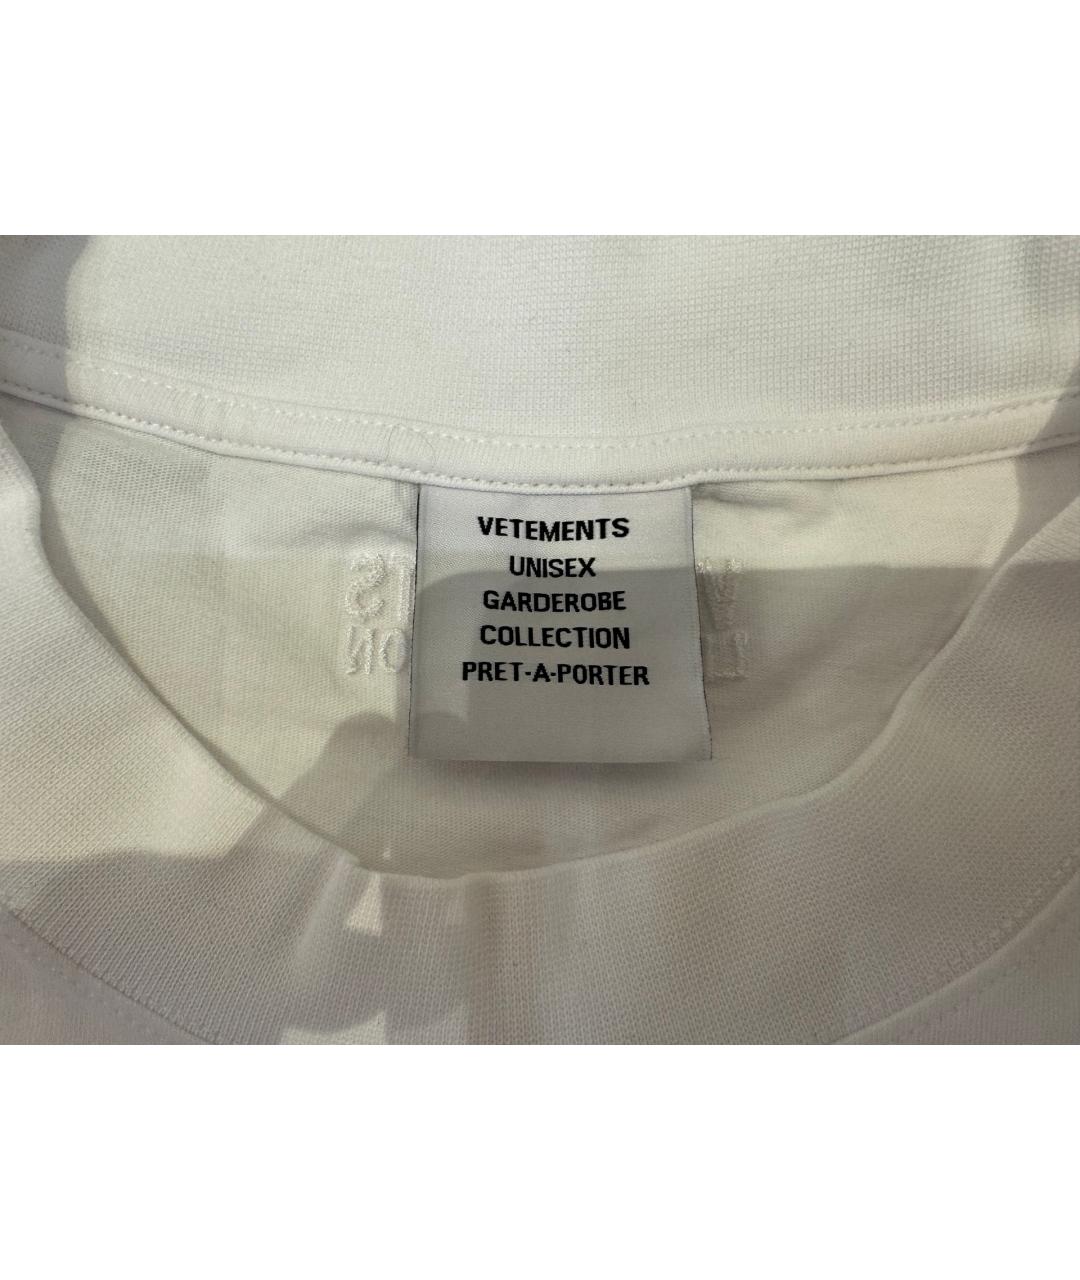 VETEMENTS
UNISEX
GARDEROBE
COLLECTION
PRET-A-PORTER